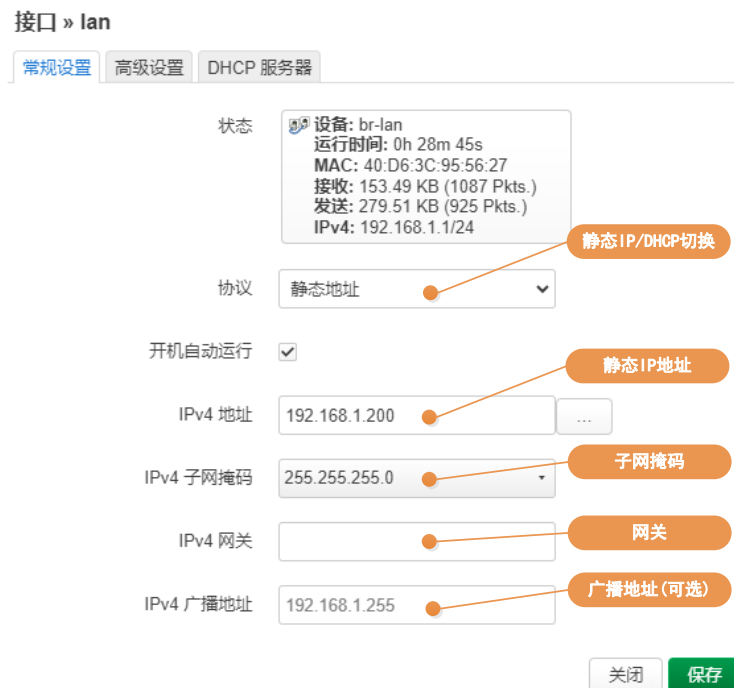 接口 » lan
常规设置 高级设置 DHCP 服务器
状态
设备: br-lan
运行时间: 0h 28m 45s
MAC: 40:D6:3C:95:56:27
接收: 153.49 KB (1087 Pkts.)
发送: 279.51 KB (925 Pkts.)
IPv4: 192.168.1.1/24
静态IP/DHCP切换
协议 静态地址
开机自动运行
静态IP地址
IPv4 地址 192.168.1.200 ...
子网掩码
IPv4 子网掩码 255.255.255.0
网关
IPv4 网关
广播地址(可选)
IPv4 广播地址 192.168.1.255
关闭 保存